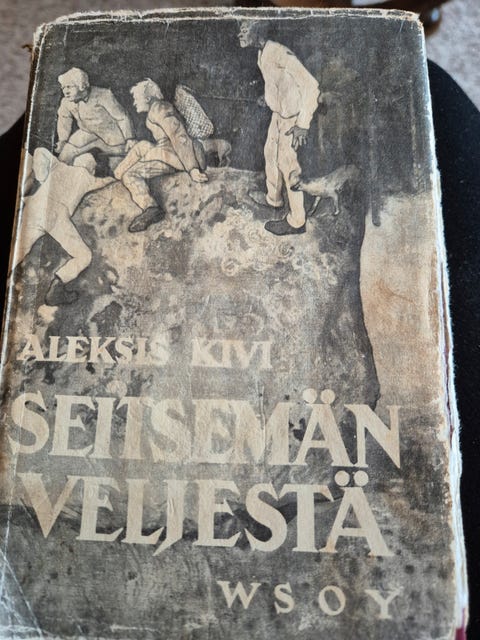 ALEKSIS KIVI
SEITSEMÄN
VELJESTÄ
WSOY